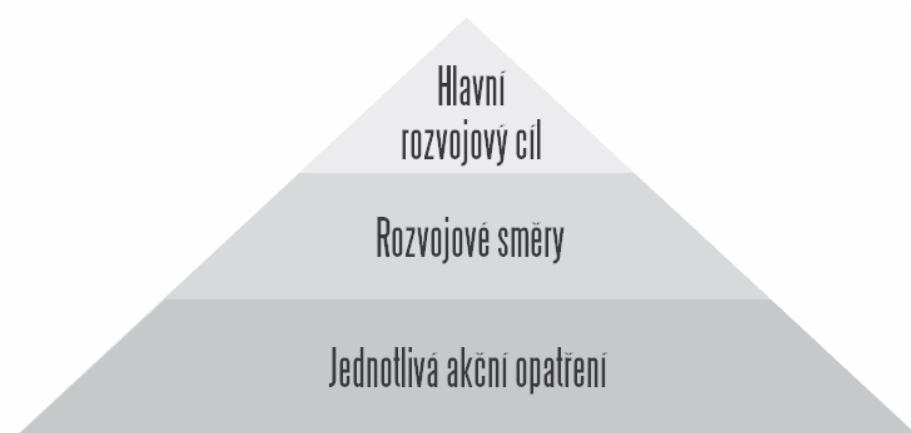 Hlavní
rozvojový cíl
Rozvojové směry
Jednotlivá akční opatření